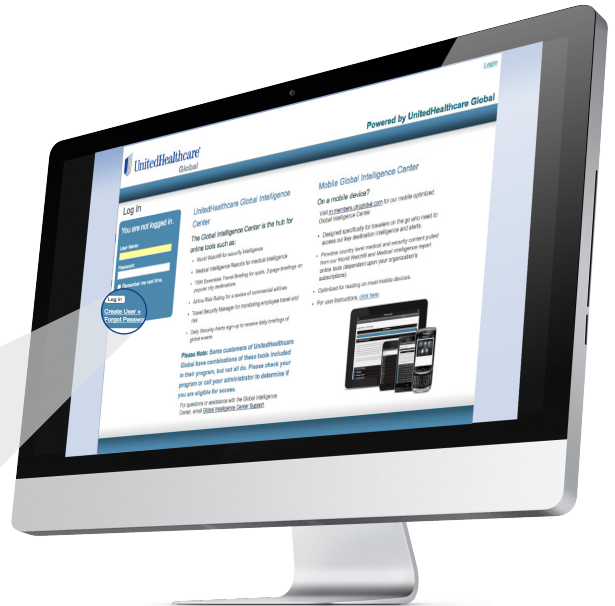 Login
Powered by UnitedHealthcare Global
UnitedHealthcare®
Global
Log In
You are not logged in.
User Name:
Password:
Remember me next time.
Log In
Create User »
Forgot Passwo
UnitedHealthcare Global Intelligence
Center
The Global Intelligence Center is the hub for
online tools such as:
• World Watch® for security intelligence
• Medical Intelligence Reports for medical intelligence
• TSM Essentials Travel Briefing for quick, 2-page briefings on
popular city destinations
• Airline Risk Rating for a review of commercial airlines
• Travel Security Manager for monitoring employee travel and
risk
• Daily Security Alerts sign-up to receive daily briefings of
global events
Please Note: Some customers of UnitedHealthcare
Global have combinations of these tools included
in their program, but not all do. Please check your
program or call your administrator to determine if
you are eligible for access.
For questions or assistance with the Global Intelligence
Center, email Global Intelligence Center Support
Mobile Global Intelligence Center
On a mobile device?
Visit m.members.uhcglobal.com for our mobile optimized
Global Intelligence Center.
• Designed specifically for travelers on the go who need to
access our key destination intelligence and alerts
• Provides country level medical and security content pulled
from our World Watch® and Medical Intelligence report
online tools (dependent upon your organization's
subscriptions).
• Optimized for reading on most mobile devices.
• For user instructions, click here.